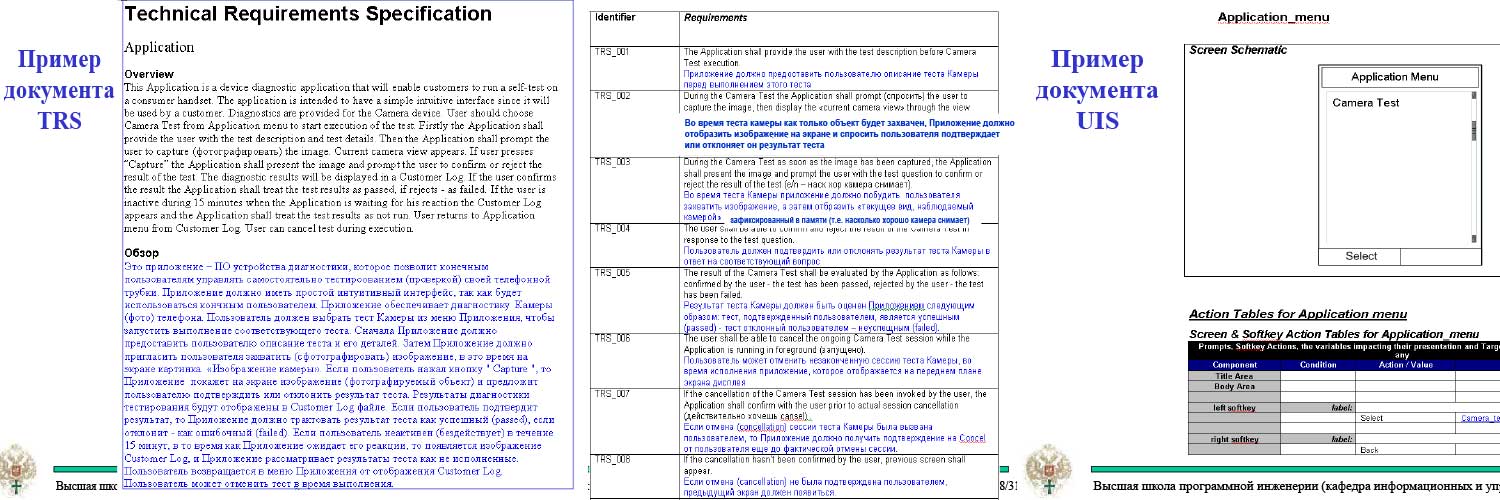 Пример
документа
TRS
Technical Requirements Specification
Application
Overview
This Application is a device diagnostic application that will enable customers to run a self-test on
a consumer handset. The application is intended to have a simple intuitive interface since it will
be used by a customer. Diagnostics are provided for the Camera device. User should choose
Camera Test from Application menu to start execution of the test. Firstly the Application shall
provide the user with the test description and test details. Then the Application shall prompt the
user to capture (фотографировать) the image. Current camera view appears. If user presses
"Capture" the Application shall present the image and prompt the user to confirm or reject the
result of the test. The diagnostic results will be displayed in a Customer Log. If the user confirms
the result the Application shall treat the test results as passed, if rejects - as failed. If the user is
inactive during 15 minutes when the Application is waiting for his reaction the Customer Log
appears and the Application shall treat the test results as not run. User returns to Application
menu from Customer Log. User can cancel test during execution.
Обзор
Это приложение – ПО устройства диагностики, которое позволит конечным
пользователям управлять самостоятельно тестированием (проверкой) своей телефонной
трубки. Приложение должно иметь простой интуитивный интерфейс, так как будет
использоваться кончным пользователем. Приложение обеспечивает диагностику Камеры
(фото) телефона. Пользователь должен выбрать тест Камеры из меню Приложения, чтобы
запустить выполнение соответствующего теста. Сначала Приложение должно
предоставить пользователю описание теста и его деталей. Затем Приложение должно
пригласить пользователя захватить (сфотографировать) изображение, в это время на
экране картинка «Изображение камеры». Если пользователь нажал кнопку " Capture ", то
Приложение покажет на экране изображение (фотографируемый объект) и предложит
пользователю подтвердить или отклонить результат теста. Результаты диагностики
тестирования будут отображены в Customer Log файле. Если пользователь подтвердит
результат, то Приложение должно трактовать результат теста как успешный (passed), если
отклонит - как ошибочный (failed). Если пользователь неактивен (бездействует) в течение
15 минут, в то время как Приложение ожидает его реакции, то появляется изображение
Customer Log, и Приложение рассматривает результаты теста как не исполненные.
Пользователь возвращается в меню Приложения от отображения Customer Log.
Пользователь может отменить тест в время выполнения.
Высшая шк
Identifier Requirements
TRS_001 The Application shall provide the user with the test description before Camera
Test execution.
Приложение должно предоставить пользователю описание теста Камеры
перед выполнением этого теста
TRS_002 During the Camera Test the Application shall prompt (спросить) the user to
capture the image, then display the «current camera view» through the view
Во время теста камеры как только объект будет захвачен, Приложение должно
отобразить изображение на экране и спросить пользователя подтверждает
или отклоняет он результат теста
TRS_003 During the Camera Test as soon as the image has been captured, the Application
shall present the image and prompt the user with the test question to confirm or
reject the result of the test (е/п – наск хор камера снимает).
Во время теста Камеры приложение должно побудить пользователя
захватить изображение, а затем отбразить «текущее вид, наблюдаемый
камерой» зафиксированный в памяти (т.е. насколько хорошо камера снимает)
TRS_004 The user shall be able to confirm and reject the result of the Camera Test in
response to the test question.
Пользователь должен подтвердить или отклонять результат теста Камеры в
ответ на соответствующий вопрос
TRS_005 The result of the Camera Test shall be evaluated by the Application as follows:
confirmed by the user - the test has been passed, rejected by the user - the test
has been failed.
Результат теста Камеры должен быть оценен Приложением следующим
образом: тест, подтвержденный пользователем, является успешным
(passed) - тест отклонный пользователем – неуспещным (failed).
TRS_006 The user shall be able to cancel the ongoing Camera Test session while the
Application is running in foreground (запущено).
Пользователь может отменить незаконченную сессию теста Камеры, во
время исполнения приложение, которое отображается на переднем плане
экрана дисплея
TRS_007 If the cancellation of the Camera Test session has been invoked by the user, the
Application shall confirm with the user prior to actual session cancellation
(действительно хочешь cansel).
Если отмена (cancellation) сессии теста Камеры была вызвана
пользователем, то Приложение должно получить подтверждение на Concel
от пользователя еще до фактической отмены сессии.
TRS_008 If the cancellation hasn't been confirmed by the user, previous screen shall
appear.
Если отмена (cancellation) не была подтверждена пользователем,
предыдущий экран должен появиться.
8/31
Пример
документа
UIS
Application_menu
Screen Schematic
Application Menu
Camera Test
Select
Action Tables for Application menu
Screen & Softkey Action Tables for Application_menu
Prompts, Softkey Actions, the variables impacting their presentation and Targe
any
Component Condition Action / Value
Title Area
Body Area
left softkey label:
Select Camera_te
right softkey label:
Back
Высшая школа программной инженерии (кафедра информационных и уп